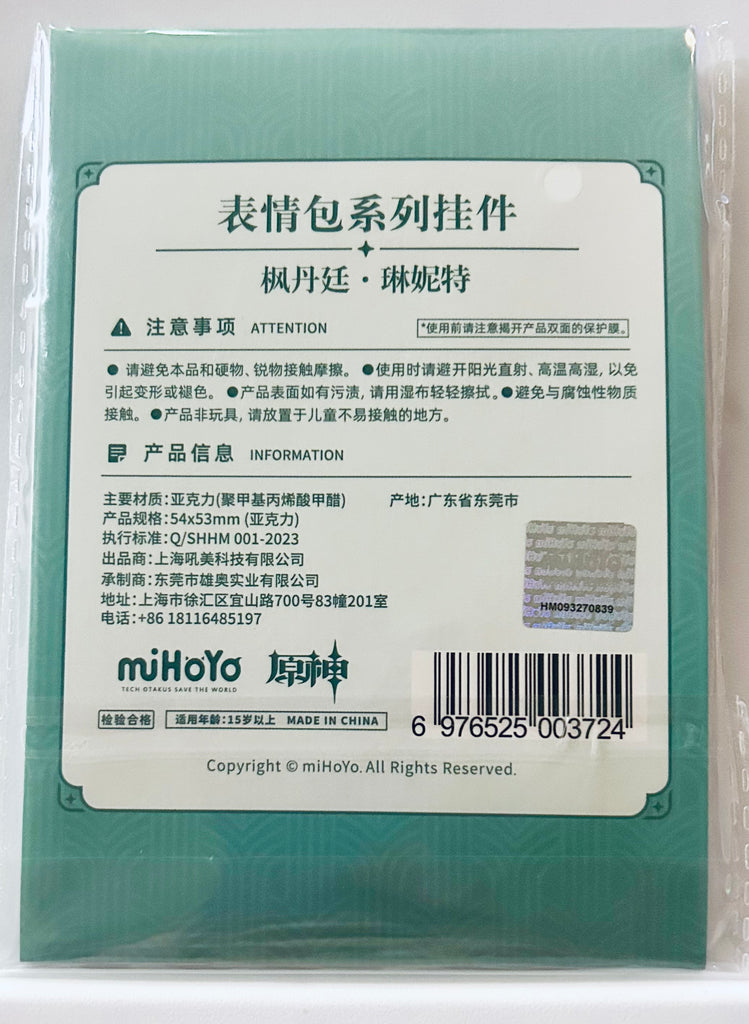 表情包系列挂件
枫丹廷·琳妮特
注意事项 ATTENTION
*使用前请注意揭开产品双面的保护膜。
● 请避免本品和硬物、锐物接触摩擦。 ●使用时请避开阳光直射、高温高湿，以免
引起变形或褪色。 ●产品表面如有污渍，请用湿布轻轻擦拭。●避免与腐蚀性物质
接触。 ●产品非玩具，请放置于儿童不易接触的地方。
产品信息 INFORMATION
主要材质：亚克力(聚甲基丙烯酸甲醋) 产地：广东省东莞市
产品规格：54x53mm (亚克力)
执行标准：Q/SHHM 001-2023
出品商：上海吼美科技有限公司
承制商：东莞市雄奥实业有限公司
地址：上海市徐汇区宜山路700号83幢201室
电话：+86 18116485197
HM093270839
miHoYo 原神
TECH OTAKUS SAVE THE WORLD
检验合格 适用年龄：15岁以上 MADE IN CHINA
6 976525 003724
Copyright © miHoYo. All Rights Reserved.